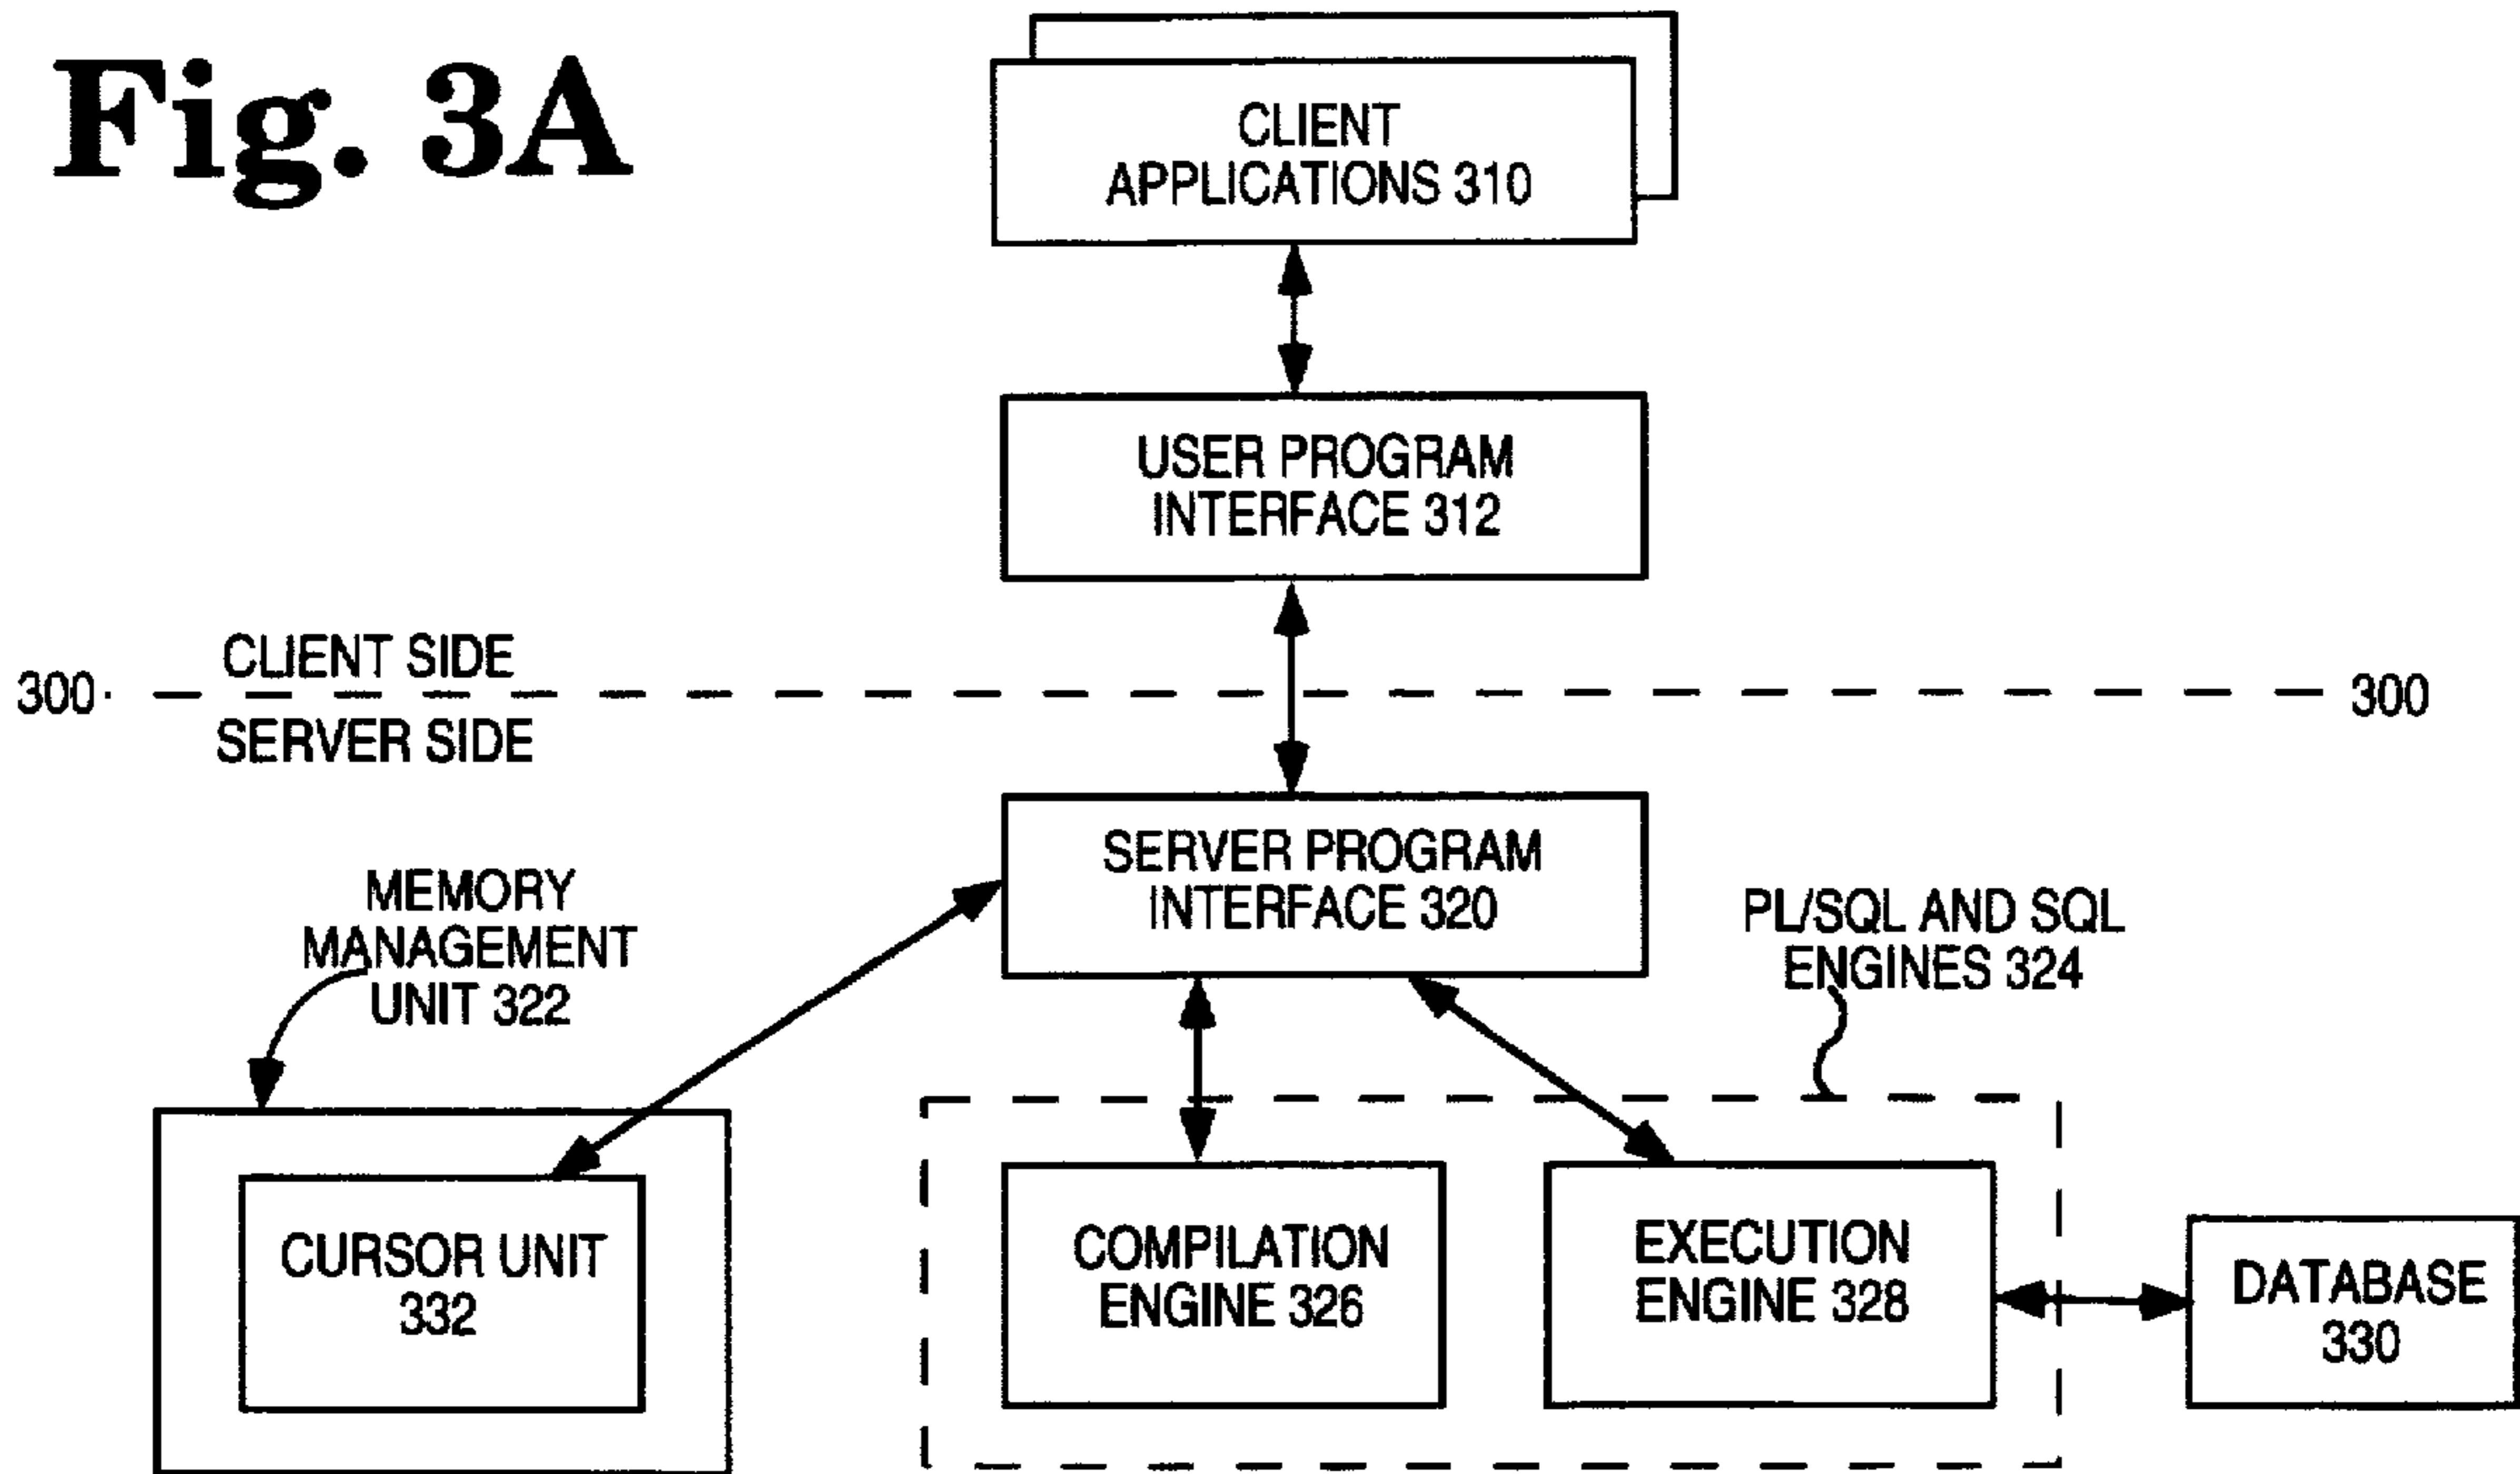 Fig. 3A
CLIENT
APPLICATIONS 310
USER PROGRAM
INTERFACE 312
CLIENT SIDE
300
300
SERVER SIDE
SERVER PROGRAM
INTERFACE 320
MEMORY
MANAGEMENT
UNIT 322
PL/SQL AND SQL
ENGINES 324
CURSOR UNIT
332
COMPILATION
ENGINE 326
EXECUTION
ENGINE 328
DATABASE
330